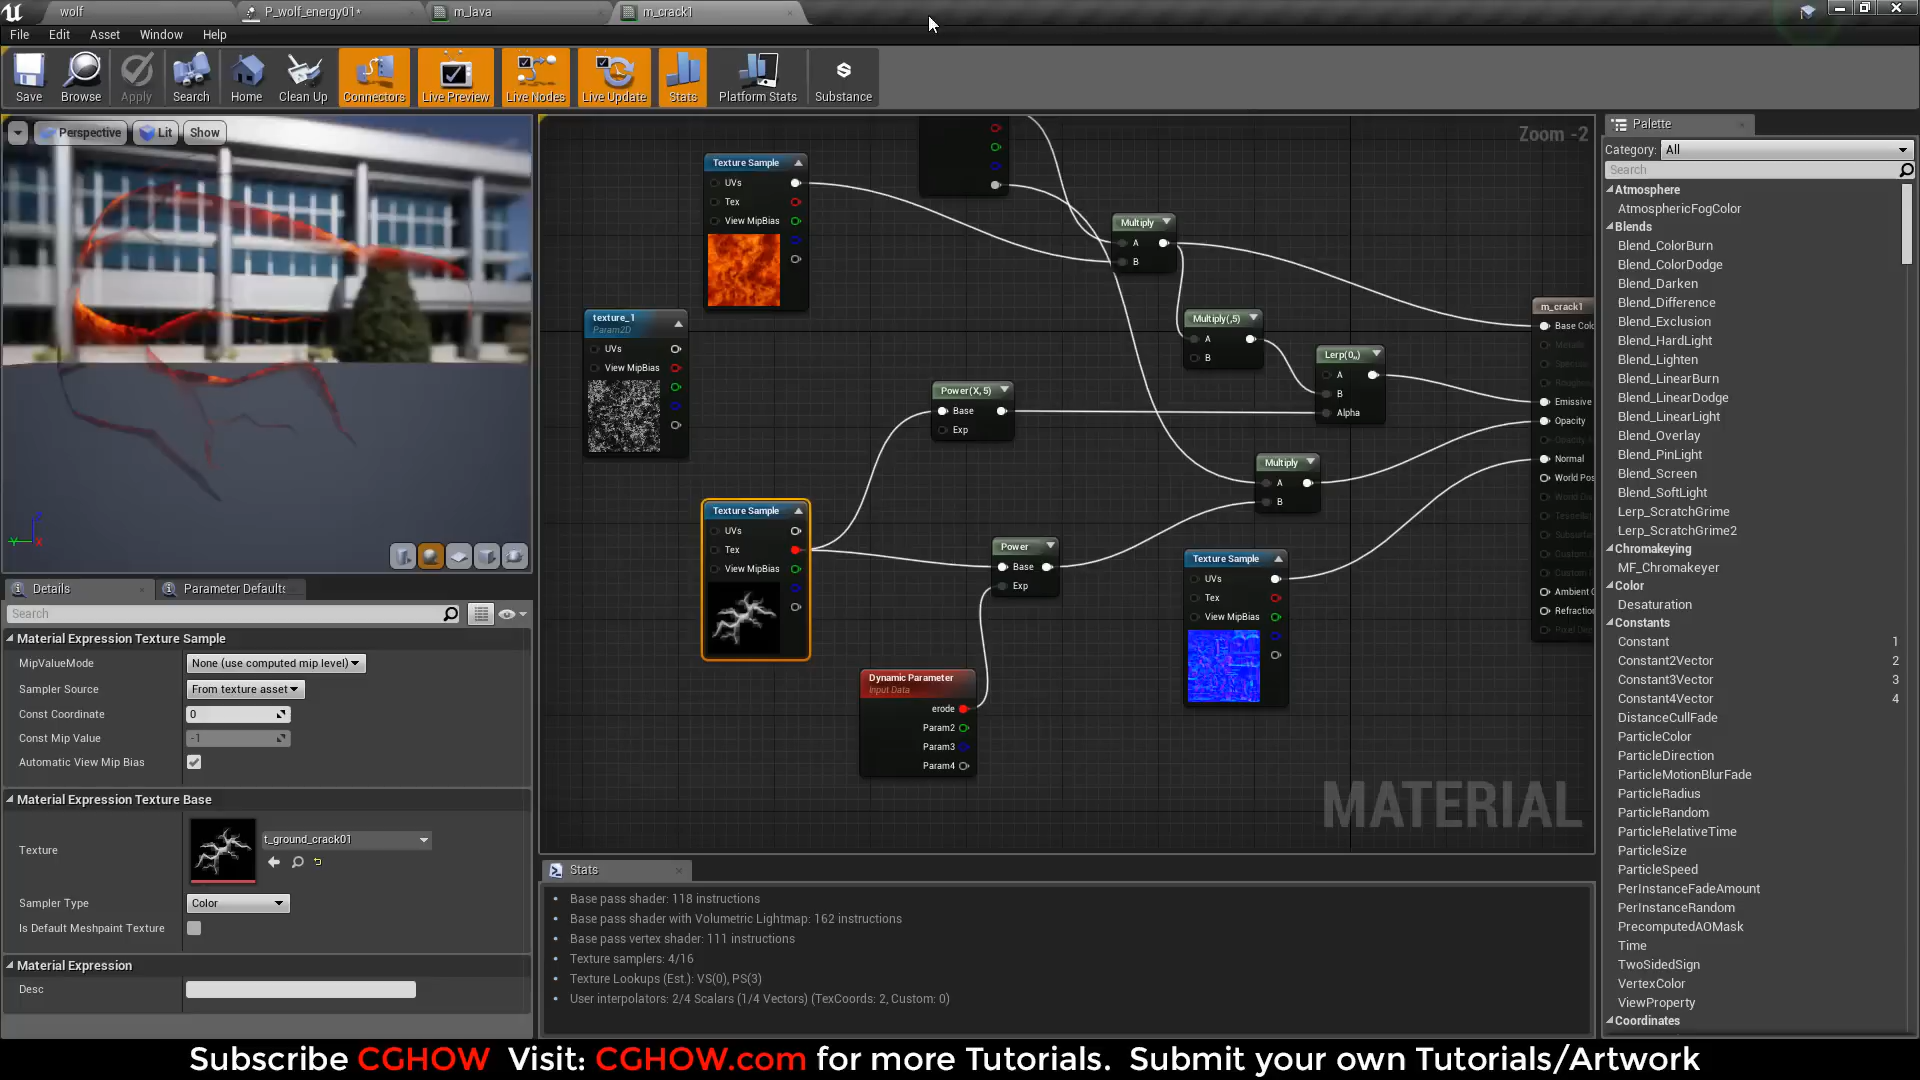 wolf
P_wolf_energy01*
m_lava
m_crack1
File
Edit
Asset
Window
Help
Save
Browse
Apply
Search
Home
Clean Up
Connectors
Live Preview
Live Nodes
Live Update
Stats
Platform Stats
Substance
Perspective
Lit
Show
Zoom -2
Texture Sample
UVs
Tex
View MipBias
texture_1
Param2D
UVs
View MipBias
Multiply
A
B
Multiply(,5)
A
B
Lerp(0,,)
A
B
Alpha
Power(X, 5)
Base
Exp
Multiply
A
B
Texture Sample
UVs
Tex
View MipBias
Power
Base
Exp
Texture Sample
UVs
Tex
View MipBias
Dynamic Parameter
Input Data
erode
Param2
Param3
Param4
m_crack1
Base Colo
Emissive
Opacity
Normal
World Pos
Ambient O
Refractio
MATERIAL
Details
Parameter Defaults
Search
Material Expression Texture Sample
MipValueMode
None (use computed mip level)
Sampler Source
From texture asset
Const Coordinate
0
Const Mip Value
-1
Automatic View Mip Bias
Material Expression Texture Base
Texture
t_ground_crack01
Sampler Type
Color
Is Default Meshpaint Texture
Material Expression
Desc
Stats
Base pass shader: 118 instructions
Base pass shader with Volumetric Lightmap: 162 instructions
Base pass vertex shader: 111 instructions
Texture samplers: 4/16
Texture Lookups (Est.): VS(0), PS(3)
User interpolators: 2/4 Scalars (1/4 Vectors) (TexCoords: 2, Custom: 0)
Palette
Category: All
Search
Atmosphere
AtmosphericFogColor
Blends
Blend_ColorBurn
Blend_ColorDodge
Blend_Darken
Blend_Difference
Blend_Exclusion
Blend_HardLight
Blend_Lighten
Blend_LinearBurn
Blend_LinearDodge
Blend_LinearLight
Blend_Overlay
Blend_PinLight
Blend_Screen
Blend_SoftLight
Lerp_ScratchGrime
Lerp_ScratchGrime2
Chromakeying
MF_Chromakeyer
Color
Desaturation
Constants
Constant 1
Constant2Vector 2
Constant3Vector 3
Constant4Vector 4
DistanceCullFade
ParticleColor
ParticleDirection
ParticleMotionBlurFade
ParticleRadius
ParticleRandom
ParticleRelativeTime
ParticleSize
ParticleSpeed
PerInstanceFadeAmount
PerInstanceRandom
PrecomputedAOMask
Time
TwoSidedSign
VertexColor
ViewProperty
Coordinates
Subscribe CGHOW Visit: CGHOW.com for more Tutorials. Submit your own Tutorials/Artwork